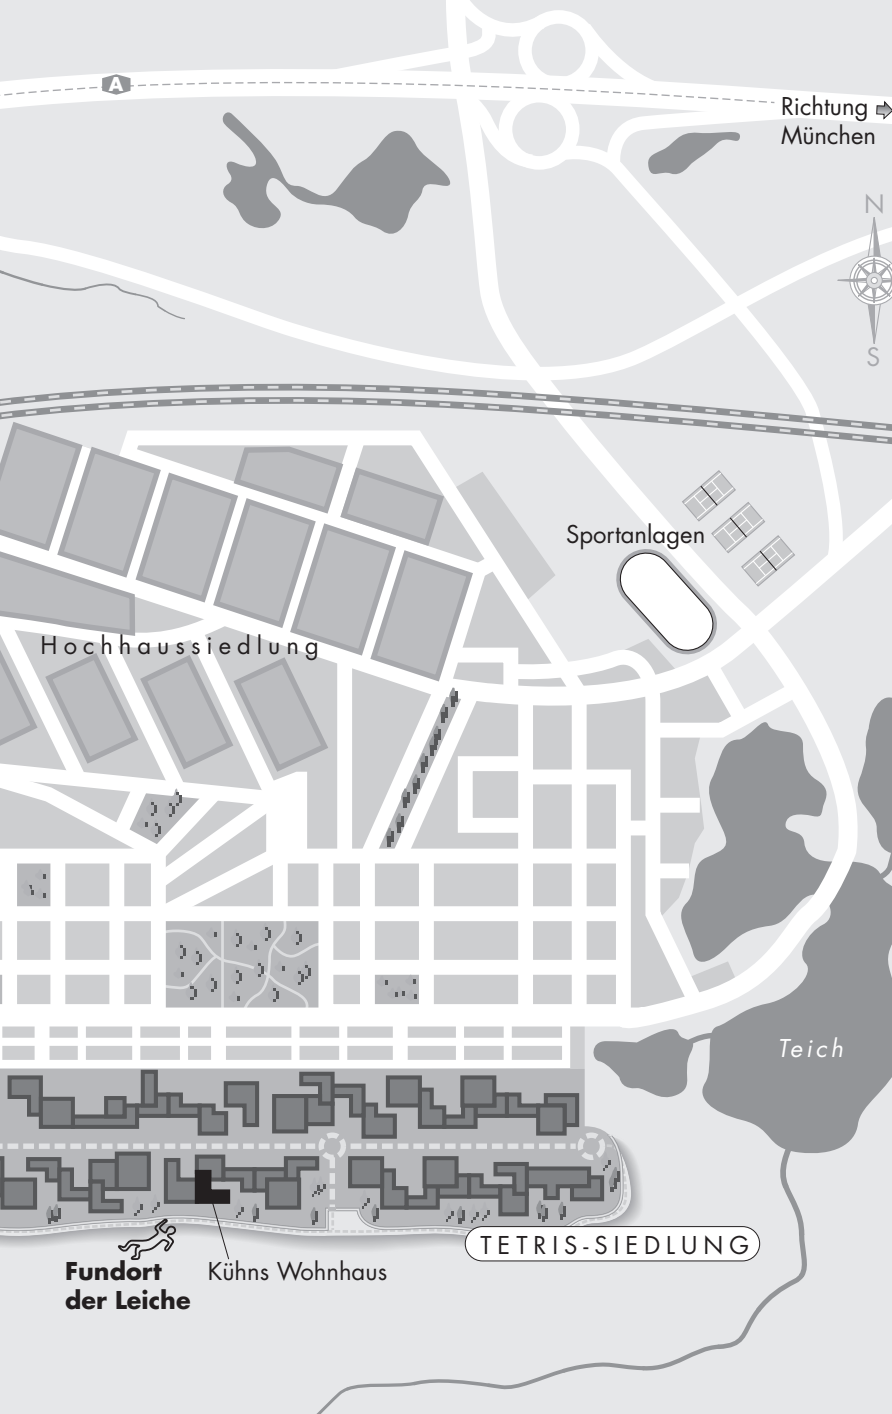 A
Richtung
München
N
S
Sportanlagen
Hochhaussiedlung
Teich
TETRIS-SIEDLUNG
Fundort
der Leiche
Kühns Wohnhaus